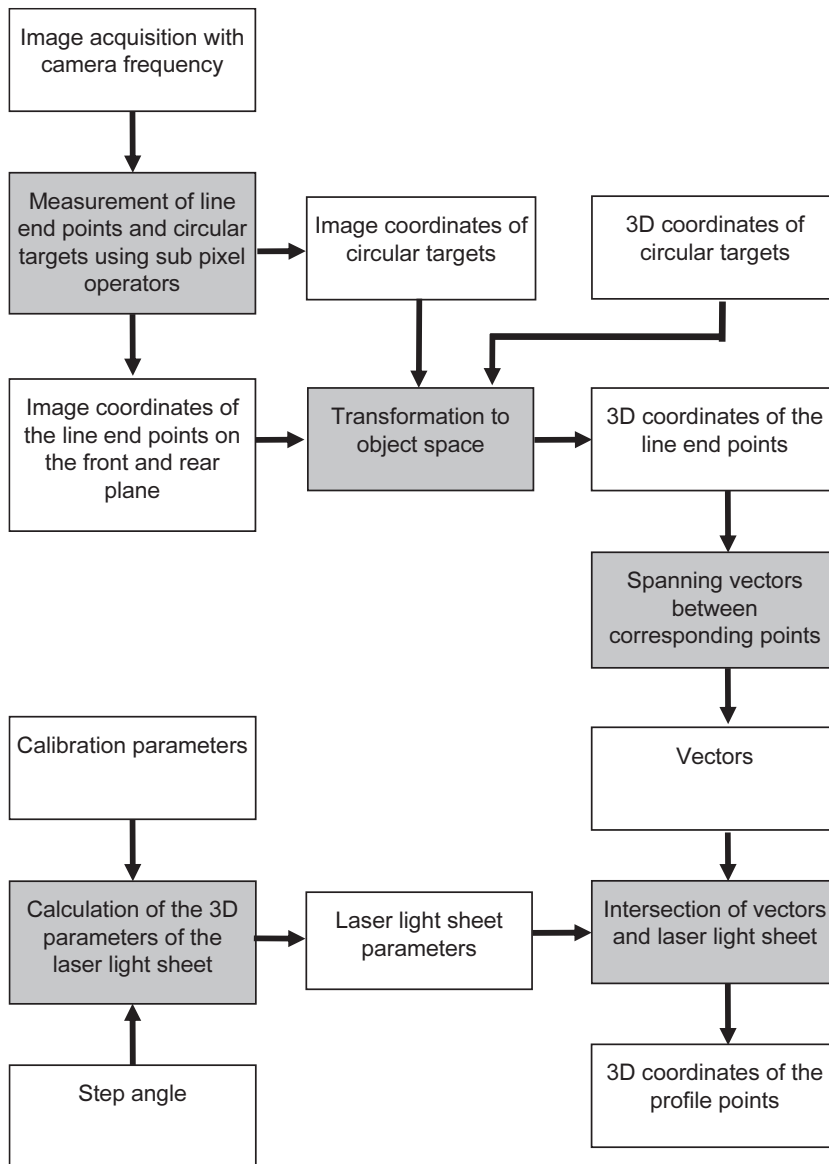 Image acquisition with
camera frequency
Measurement of line
end points and circular
targets using sub pixel
operators
Image coordinates of
circular targets
3D coordinates of
circular targets
Image coordinates of
the line end points on
the front and rear
plane
Transformation to
object space
3D coordinates of the
line end points
Spanning vectors
between
corresponding points
Calibration parameters
Vectors
Calculation of the 3D
parameters of the
laser light sheet
Laser light sheet
parameters
Intersection of vectors
and laser light sheet
Step angle
3D coordinates of the
profile points